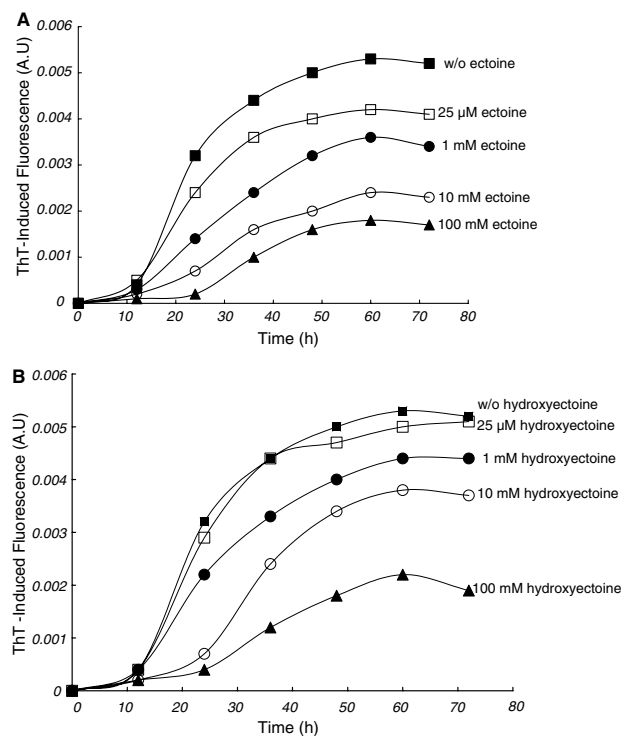 A
ThT-Induced Fluorescence (A.U)
0.006
0.005
0.004
0.003
0.002
0.001
0
w/o ectoine
25 µM ectoine
1 mM ectoine
10 mM ectoine
100 mM ectoine
0 10 20 30 40 50 60 70 80
Time (h)
B
ThT -Induced Fluorescence (A.U)
0.006
0.005
0.004
0.003
0.002
0.001
0
w/o hydroxyectoine
25 µM hydroxyectoine
1 mM hydroxyectoine
10 mM hydroxyectoine
100 mM hydroxyectoine
0 10 20 30 40 50 60 70 80
Time (h)